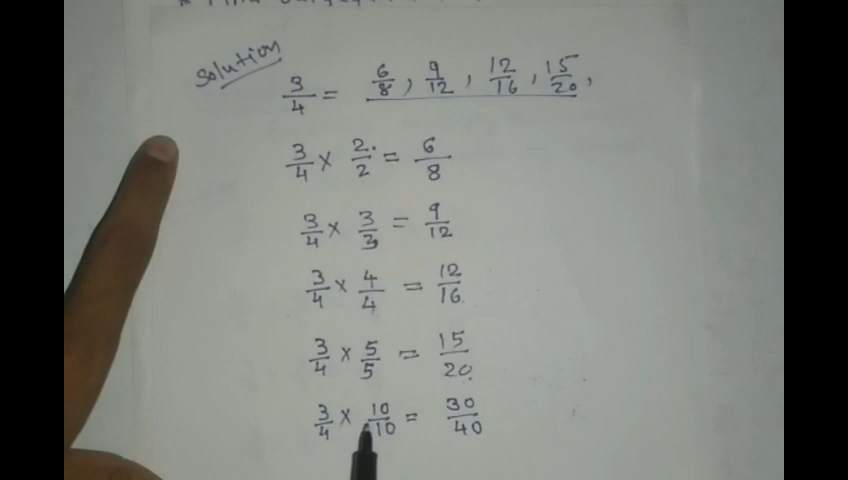 Solution
3/4 = 6/8, 9/12, 12/16, 15/20,
3/4 × 2/2 = 6/8
3/4 × 3/3 = 9/12
3/4 × 4/4 = 12/16
3/4 × 5/5 = 15/20
3/4 × 10/10 = 30/40